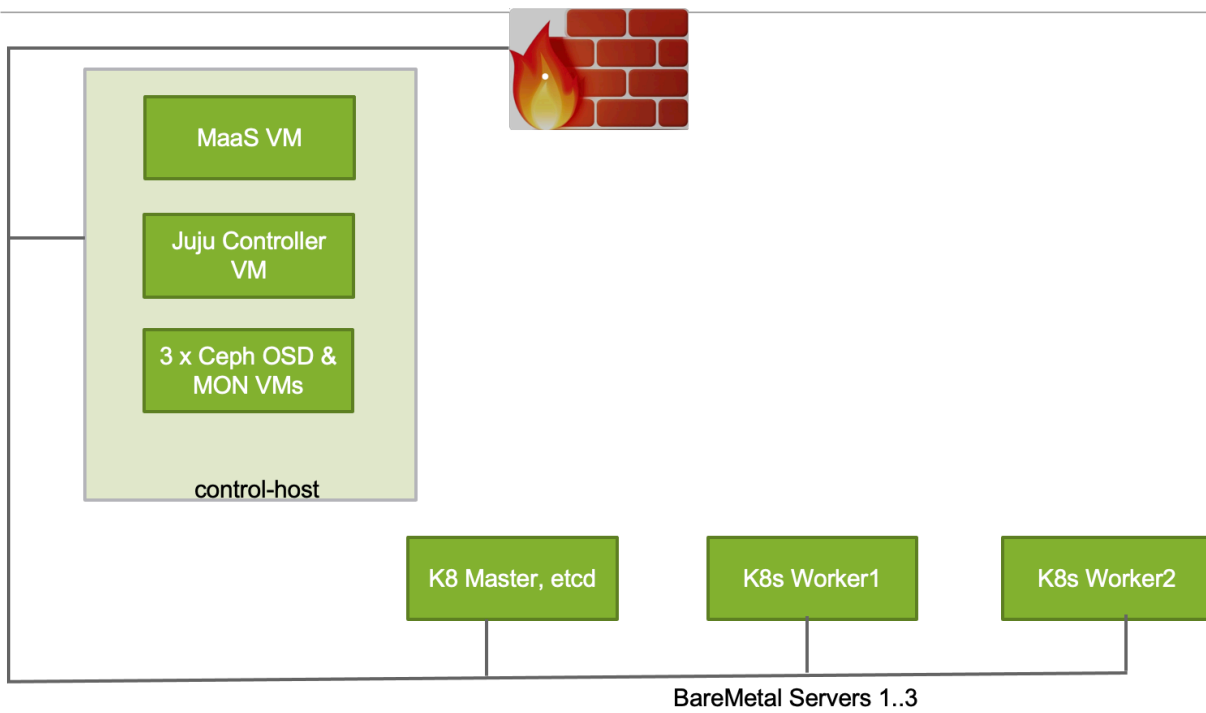 MaaS VM
Juju Controller
VM
3 x Ceph OSD &
MON VMs
control-host
K8 Master, etcd
K8s Worker1
K8s Worker2
BareMetal Servers 1..3